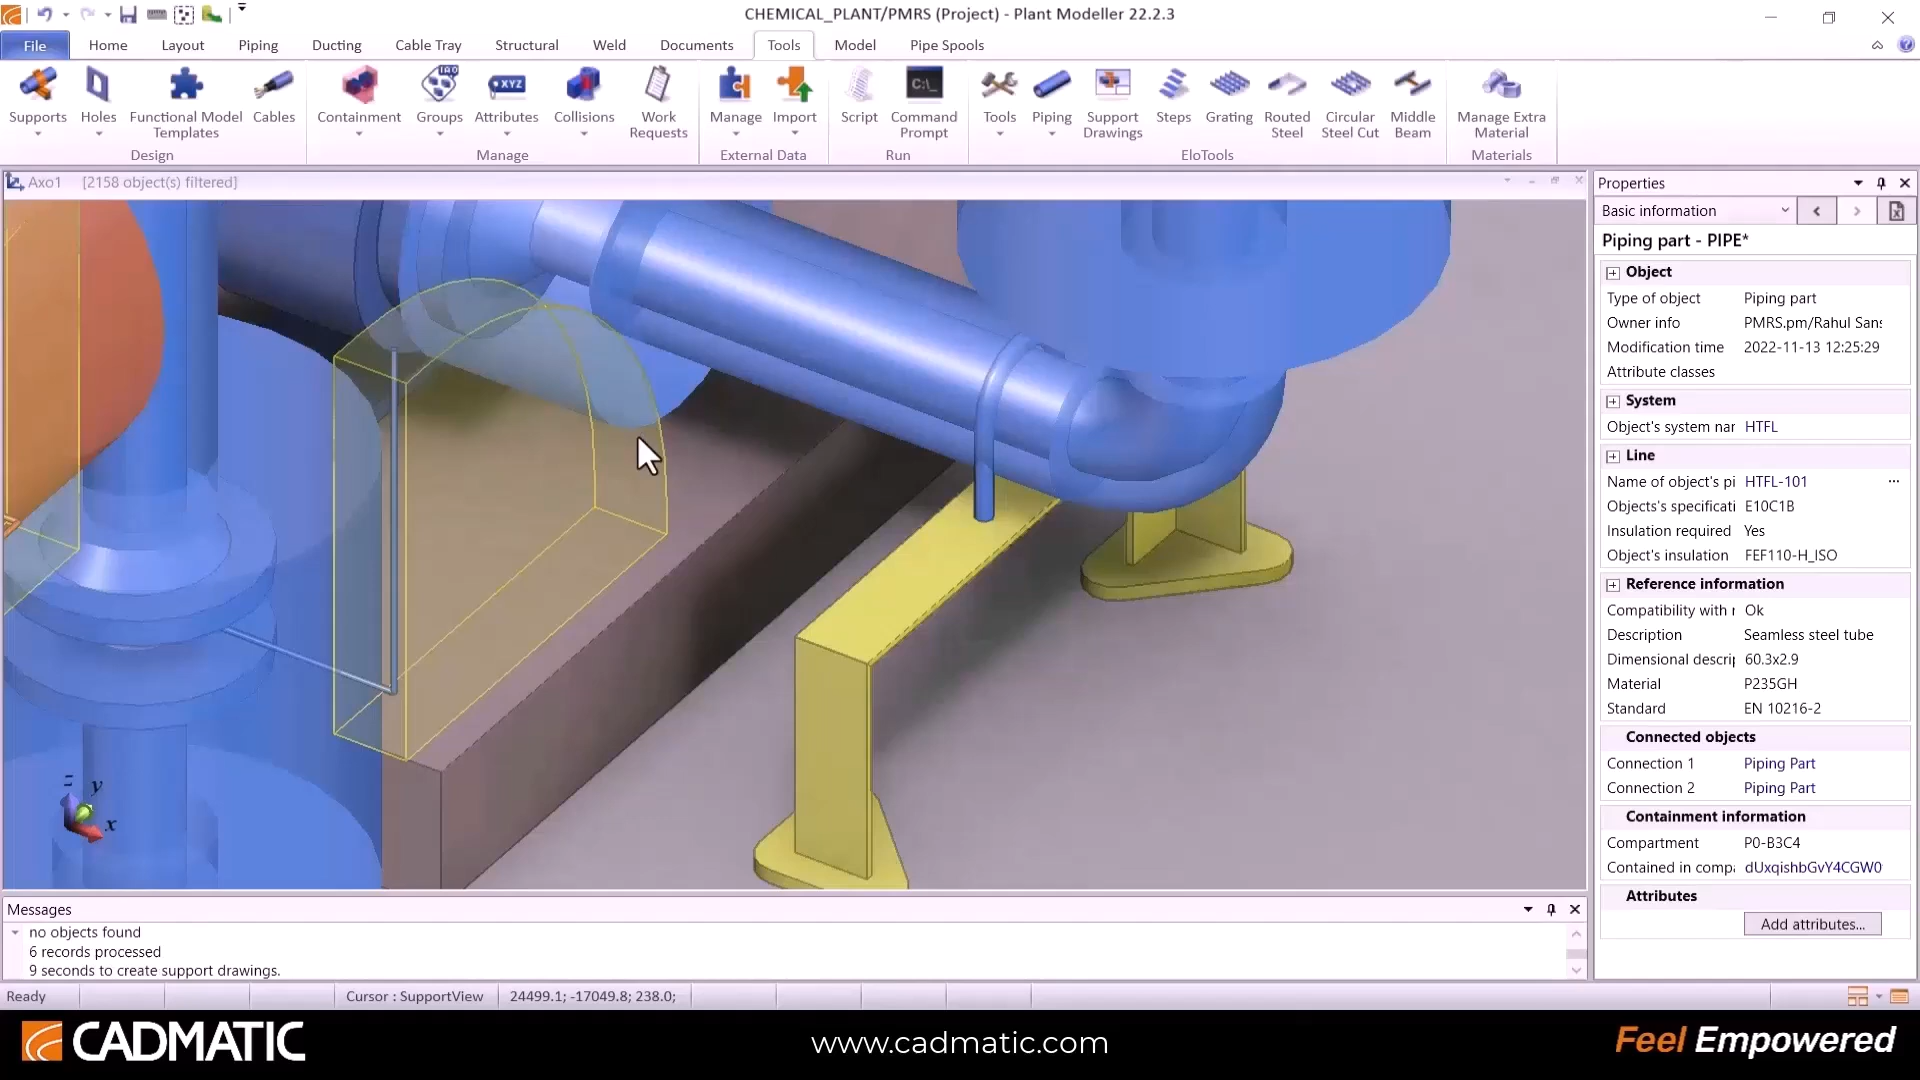 CHEMICAL_PLANT/PMRS (Project) - Plant Modeller 22.2.3
File Home Layout Piping Ducting Cable Tray Structural Weld Documents Tools Model Pipe Spools
Supports Holes Functional Model Templates Cables Containment Groups Attributes Collisions Work Requests Manage Import Script Command Prompt Tools Piping Support Drawings Steps Grating Routed Steel Circular Steel Cut Middle Beam Manage Extra Material
Design Manage External Data Run EloTools Materials
Axo1 [2158 object(s) filtered]
Properties
Basic information
Piping part - PIPE*
Object
Type of object Piping part
Owner info PMRS.pm/Rahul Sans
Modification time 2022-11-13 12:25:29
Attribute classes
System
Object's system nar HTFL
Line
Name of object's pi HTFL-101 ...
Objects's specificati E10C1B
Insulation required Yes
Object's insulation FEF110-H_ISO
Reference information
Compatibility with r Ok
Description Seamless steel tube
Dimensional descrip 60.3x2.9
Material P235GH
Standard EN 10216-2
Connected objects
Connection 1 Piping Part
Connection 2 Piping Part
Containment information
Compartment P0-B3C4
Contained in compa dUxqishbGvY4CGW0
Attributes
Add attributes...
z y x
Messages
no objects found
6 records processed
9 seconds to create support drawings.
Ready Cursor : SupportView 24499.1; -17049.8; 238.0;
CADMATIC www.cadmatic.com Feel Empowered